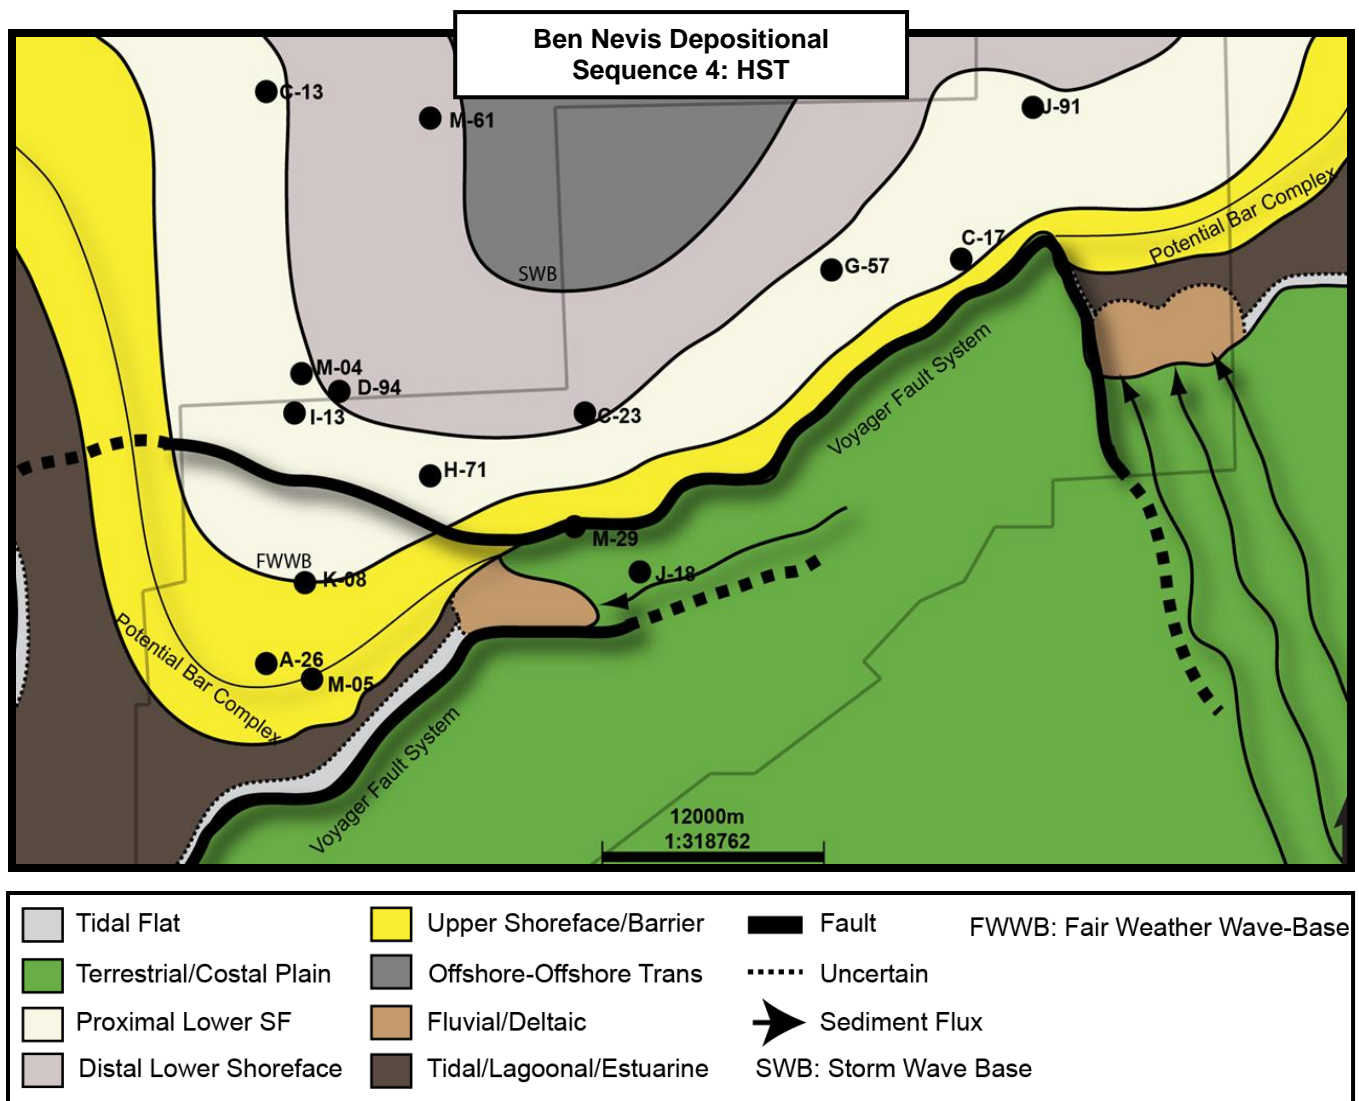 Ben Nevis Depositional
Sequence 4: HST
C-13
M-61
J-91
Potential Bar Complex
C-17
G-57
SWB
M-04
D-94
I-13
C-23
Voyager Fault System
H-71
M-29
FWWB
K-08
J-18
Potential Bar Complex
A-26
M-05
Voyager Fault System
12000m
1:318762
Tidal Flat
Upper Shoreface/Barrier
Fault
FWWB: Fair Weather Wave-Base
Terrestrial/Costal Plain
Offshore-Offshore Trans
Uncertain
Proximal Lower SF
Fluvial/Deltaic
Sediment Flux
Distal Lower Shoreface
Tidal/Lagoonal/Estuarine
SWB: Storm Wave Base